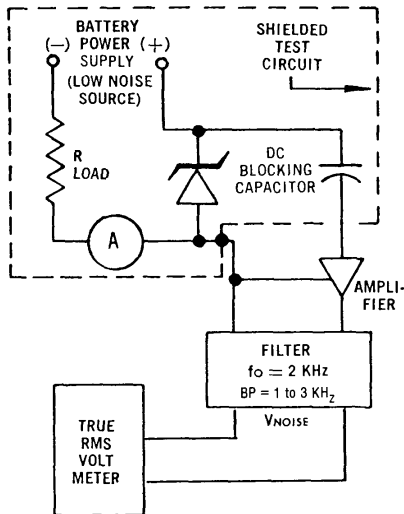 BATTERY
(−) POWER (+)
SUPPLY
(LOW NOISE
SOURCE)
SHIELDED
TEST
CIRCUIT
R
LOAD
DC
BLOCKING
CAPACITOR
A
AMPLI-
FIER
FILTER
fo = 2 KHz
BP = 1 to 3 KHz
VNOISE
TRUE
RMS
VOLT
METER